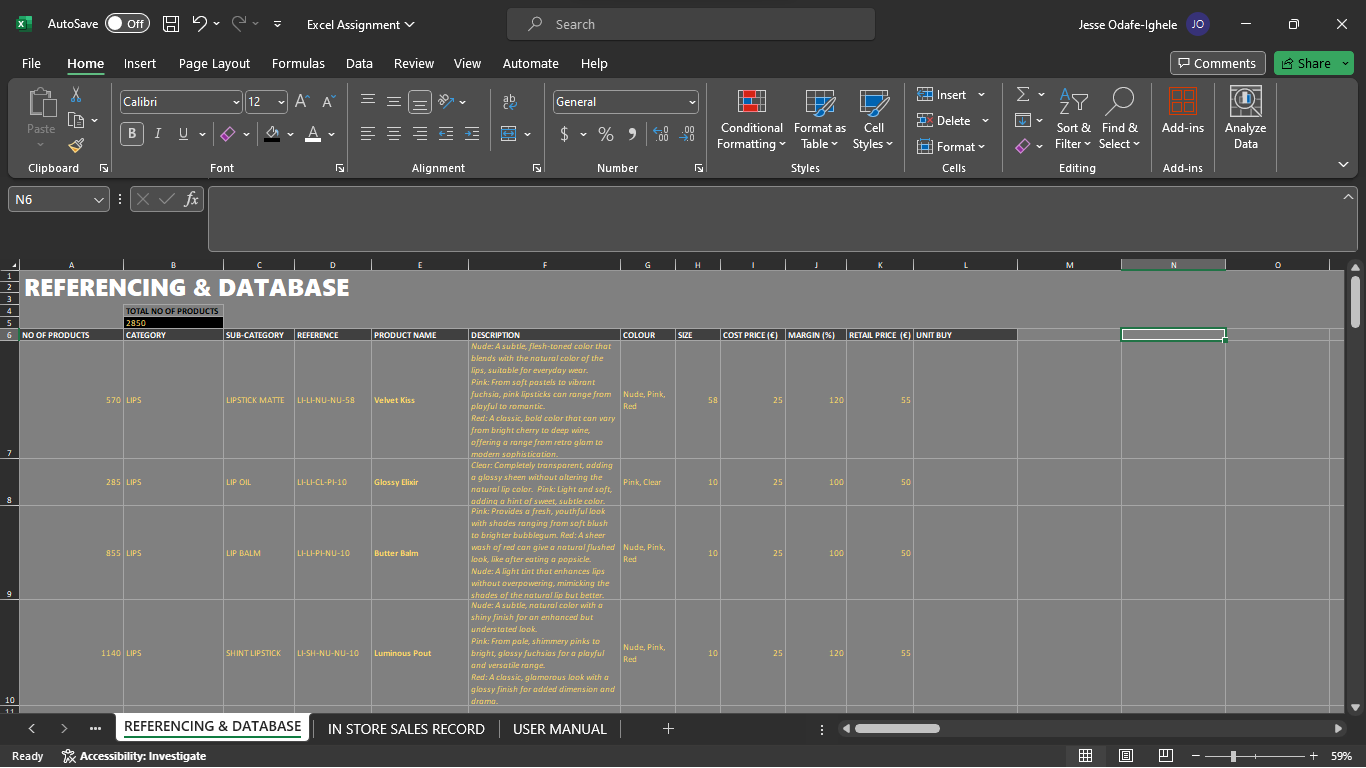 AutoSave Off Excel Assignment Search Jesse Odafe-Ighele JO
File Home Insert Page Layout Formulas Data Review View Automate Help Comments Share
Paste Calibri 12 General Conditional Formatting Format as Table Cell Styles Insert Delete Format Sort & Filter Find & Select Add-ins Analyze Data
Clipboard Font Alignment Number Styles Cells Editing Add-ins
N6 fx
A B C D E F G H I J K L M N O
1
2 REFERENCING & DATABASE
3
4 TOTAL NO OF PRODUCTS
5 2850
6 NO OF PRODUCTS CATEGORY SUB-CATEGORY REFERENCE PRODUCT NAME DESCRIPTION COLOUR SIZE COST PRICE (€) MARGIN (%) RETAIL PRICE (€) UNIT BUY
Nude: A subtle, flesh-toned color that
blends with the natural color of the
lips, suitable for everyday wear.
Pink: From soft pastels to vibrant
fuchsia, pink lipsticks can range from
playful to romantic.
Red: A classic, bold color that can vary
from bright cherry to deep wine,
offering a range from retro glam to
modern sophistication.
7 570 LIPS LIPSTICK MATTE LI-LI-NU-NU-58 Velvet Kiss Nude, Pink, Red 58 25 120 55
Clear: Completely transparent, adding
a glossy sheen without altering the
natural lip color. Pink: Light and soft,
adding a hint of sweet, subtle color.
8 285 LIPS LIP OIL LI-LI-CL-PI-10 Glossy Elixir Pink, Clear 10 25 100 50
Pink: Provides a fresh, youthful look
with shades ranging from soft blush
to brighter bubblegum. Red: A sheer
wash of red can give a natural flushed
look, like after eating a popsicle.
Nude: A light tint that enhances lips
without overpowering, mimicking the
shades of the natural lip but better.
9 855 LIPS LIP BALM LI-LI-PI-NU-10 Butter Balm Nude, Pink, Red 10 25 100 50
Nude: A subtle, natural color with a
shiny finish for an enhanced but
understated look.
Pink: From pale, shimmery pinks to
bright, glossy fuchsias for a playful
and versatile range.
Red: A classic, glamorous look with a
glossy finish for added dimension and
drama.
10 1140 LIPS SHINT LIPSTICK LI-SH-NU-NU-10 Luminous Pout Nude, Pink, Red 10 25 120 55
11
REFERENCING & DATABASE IN STORE SALES RECORD USER MANUAL
Ready Accessibility: Investigate 59%